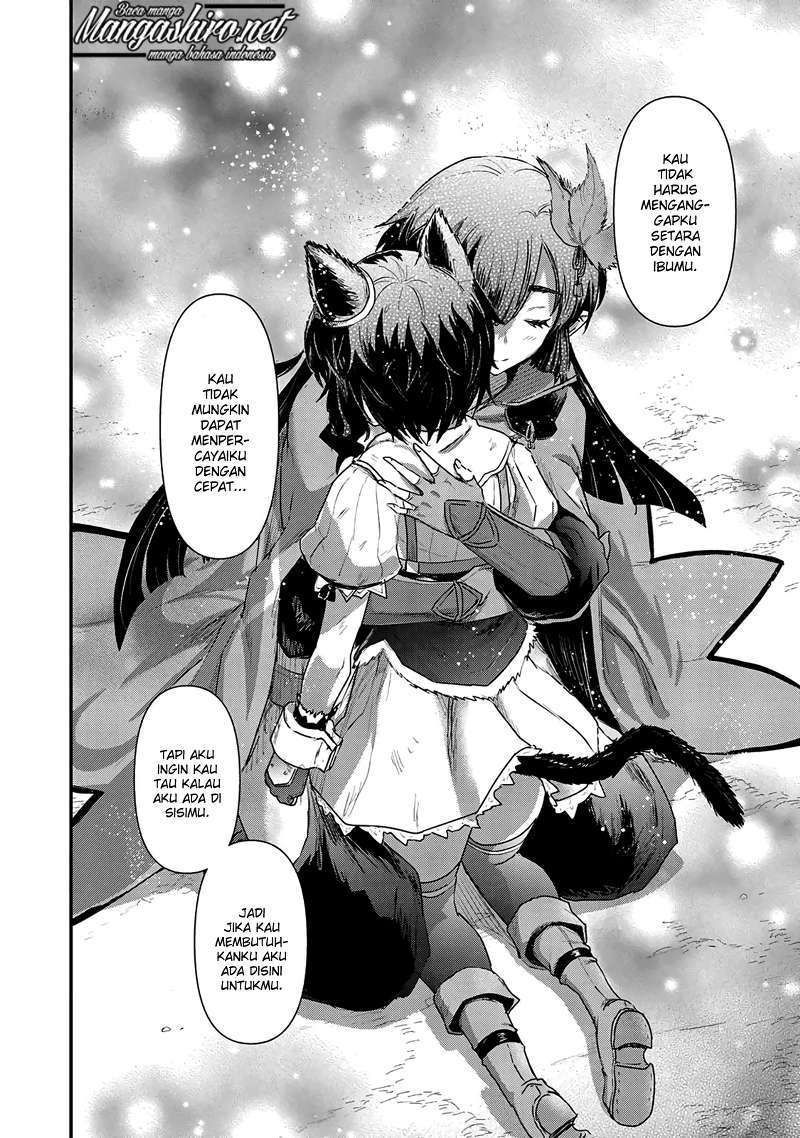 Baca manga
Mangashiro.net
manga bahasa indonesia
KAU
TIDAK
HARUS
MENGANG-
GAPKU
SETARA
DENGAN
IBUMU.
KAU
TIDAK
MUNGKIN
DAPAT
MENPER-
CAYAIKU
DENGAN
CEPAT...
TAPI AKU
INGIN KAU
TAU KALAU
AKU ADA DI
SISIMU.
JADI
JIKA KAU
MEMBUTUH-
KANKU AKU
ADA DISINI
UNTUKMU.